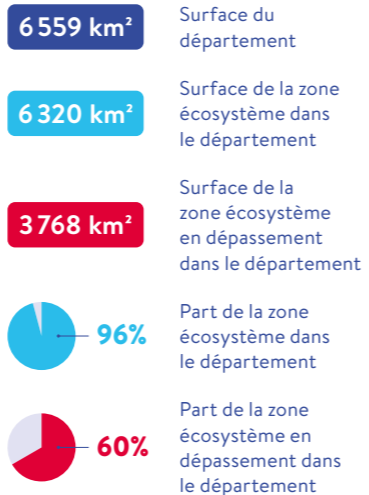 6 559 km²
Surface du
département
6 320 km²
Surface de la zone
écosystème dans
le département
3 768 km²
Surface de la
zone écosystème
en dépassement
dans le département
96%
Part de la zone
écosystème dans
le département
60%
Part de la zone
écosystème en
dépassement dans
le département